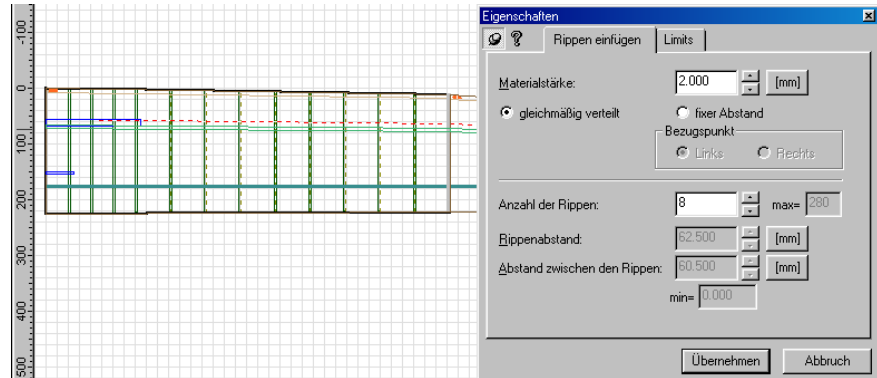 Eigenschaften
Rippen einfügen
Limits
Materialstärke:
2.000
[mm]
gleichmäßig verteilt
fixer Abstand
Bezugspunkt
Links
Rechts
Anzahl der Rippen:
8
max= 280
Rippenabstand:
62.500
[mm]
Abstand zwischen den Rippen:
60.500
[mm]
min= 0.000
Übernehmen
Abbruch
-100
0
100
200
300
400
500